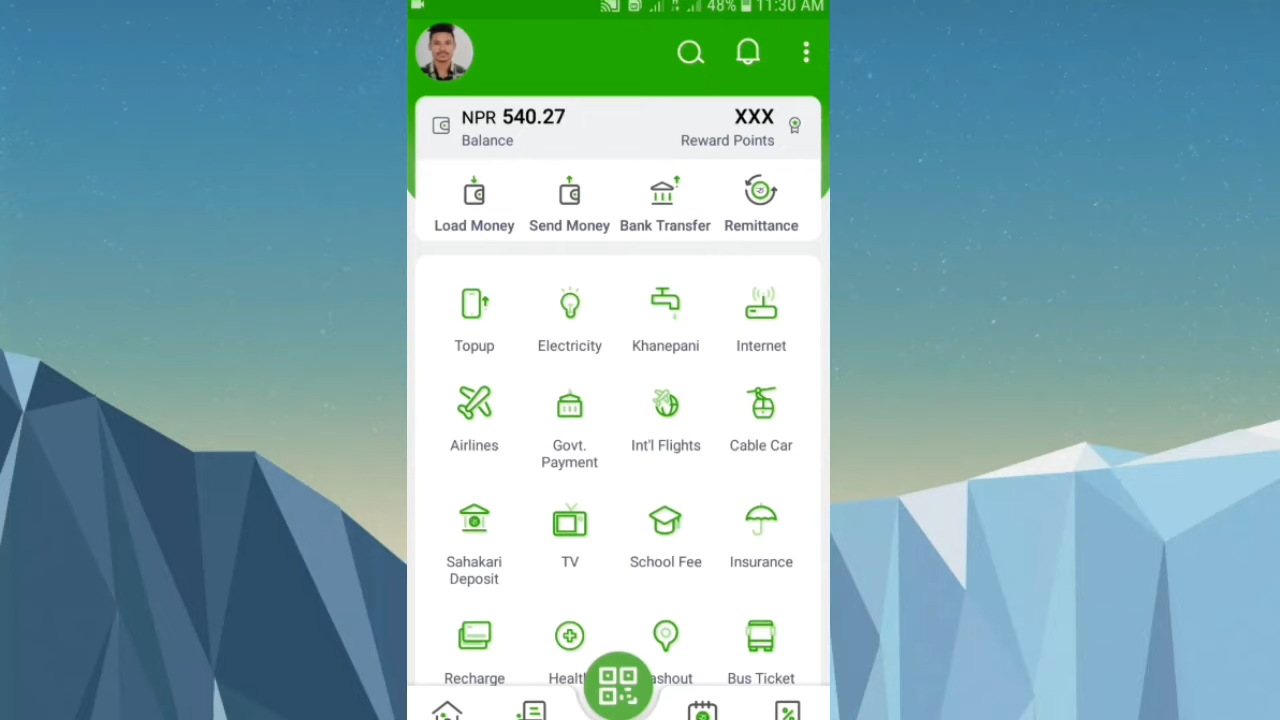 48% 11:30 AM
NPR 540.27 XXX
Balance Reward Points
Load Money Send Money Bank Transfer Remittance
Topup Electricity Khanepani Internet
Airlines Govt. Int'l Flights Cable Car
Payment
Sahakari TV School Fee Insurance
Deposit
Recharge Healt ashout Bus Ticket